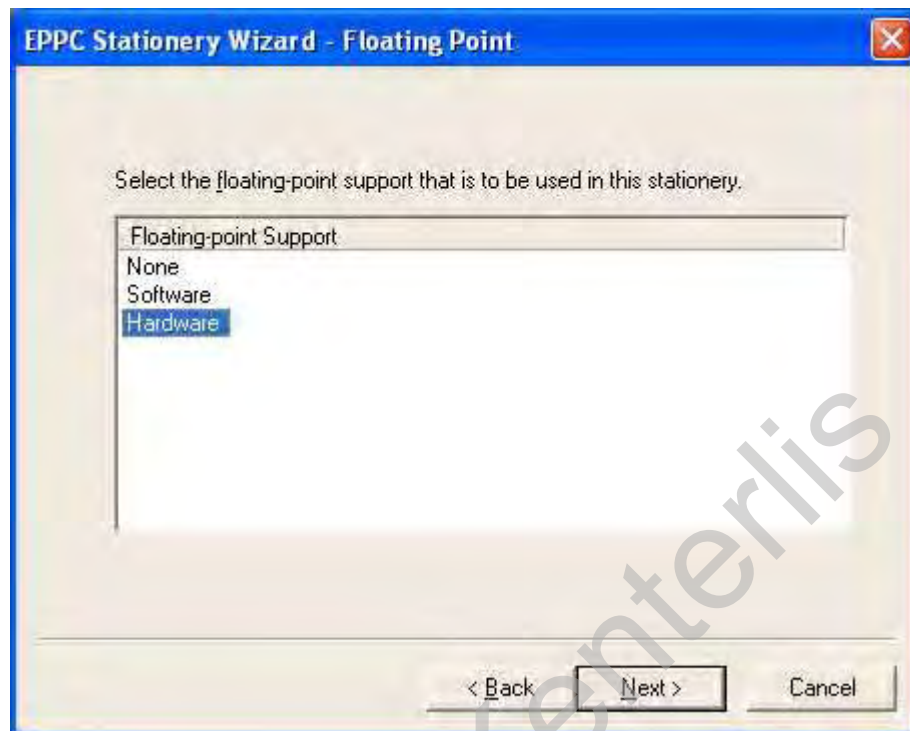 EPPC Stationery Wizard - Floating Point
Select the floating-point support that is to be used in this stationery.
Floating-point Support
None
Software
Hardware
enterlis
< Back
Next >
Cancel